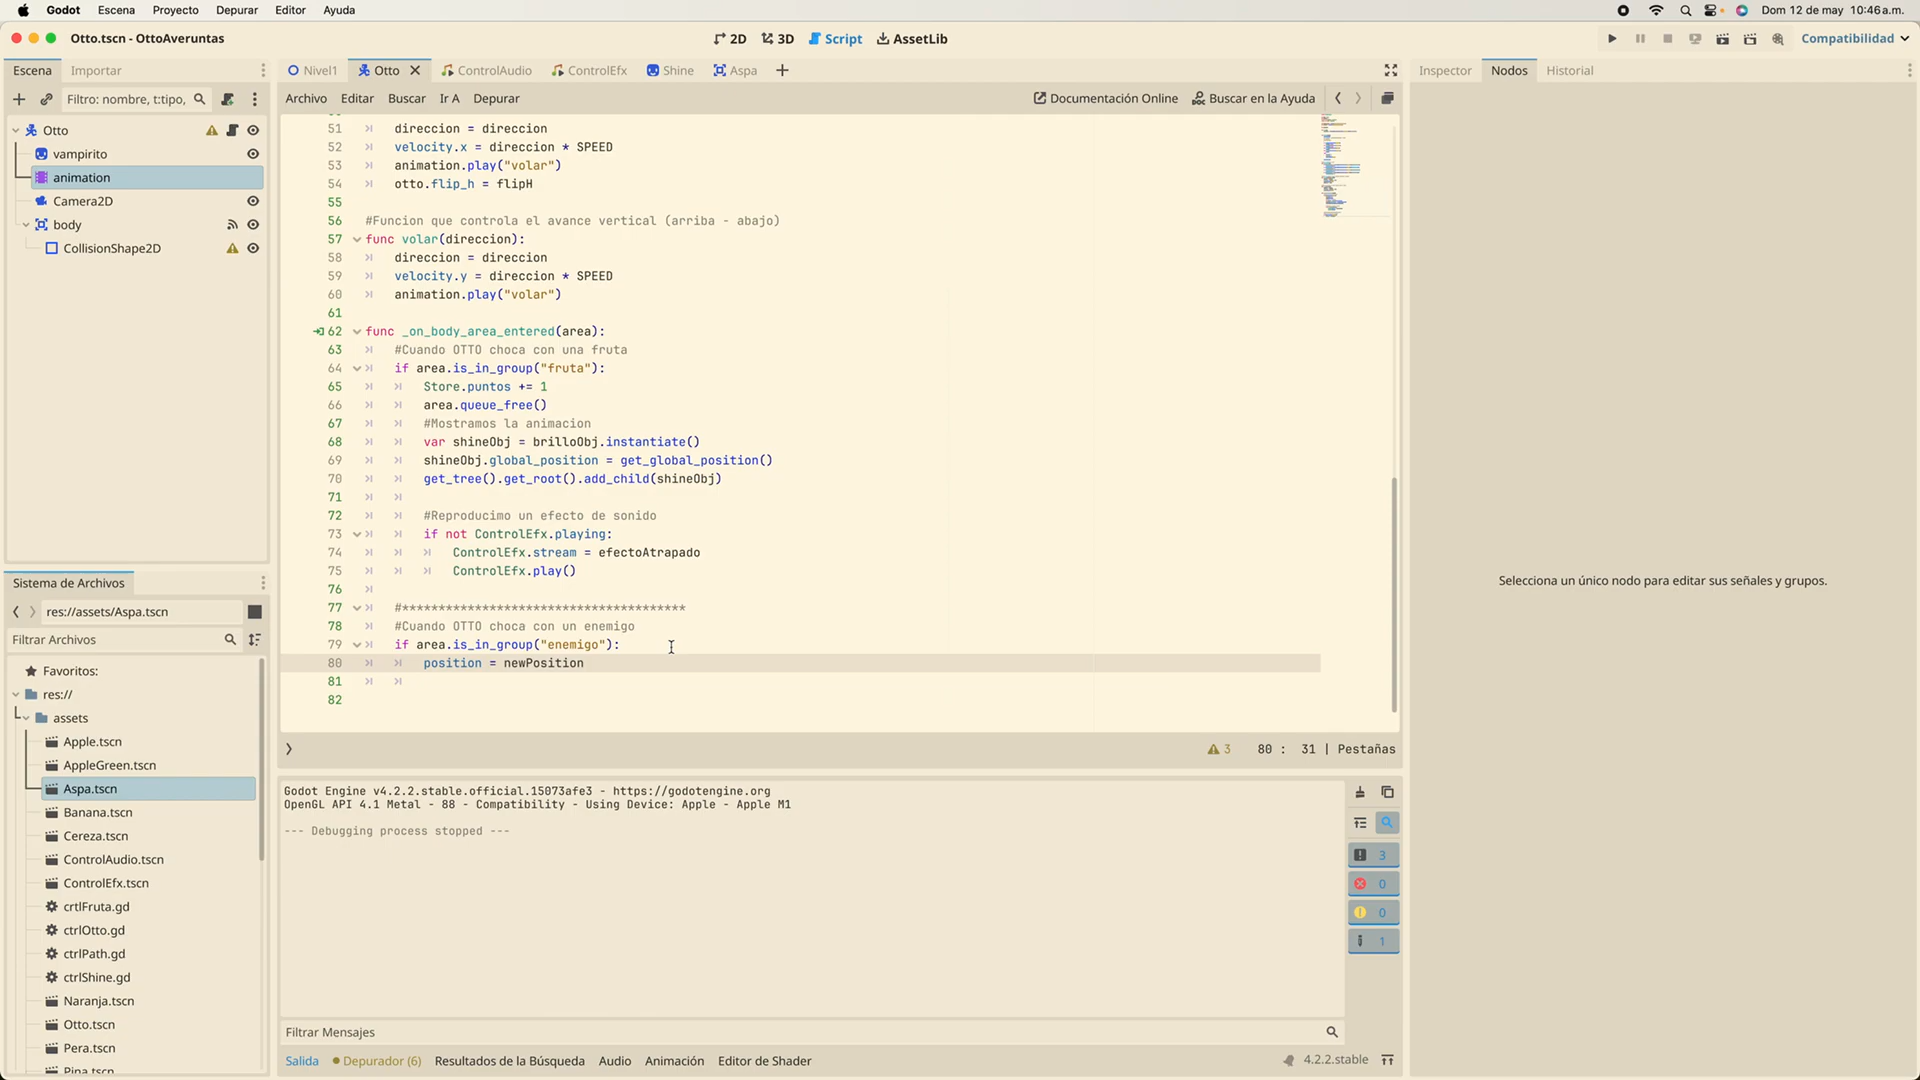 Godot Escena Proyecto Depurar Editor Ayuda
Dom 12 de may 10:46 a.m.
Otto.tscn - OttoAveruntas
2D 3D Script AssetLib
Compatibilidad
Escena Importar
Nivel1 Otto ControlAudio ControlEfx Shine Aspa
Inspector Nodos Historial
Filtro: nombre, t:tipo,
Archivo Editar Buscar Ir A Depurar
Documentación Online Buscar en la Ayuda
Otto
vampirito
animation
Camera2D
body
CollisionShape2D
51 direccion = direccion
52 velocity.x = direccion * SPEED
53 animation.play("volar")
54 otto.flip_h = flipH
55
56 #Funcion que controla el avance vertical (arriba - abajo)
57 func volar(direccion):
58 direccion = direccion
59 velocity.y = direccion * SPEED
60 animation.play("volar")
61
62 func _on_body_area_entered(area):
63 #Cuando OTTO choca con una fruta
64 if area.is_in_group("fruta"):
65 Store.puntos += 1
66 area.queue_free()
67 #Mostramos la animacion
68 var shineObj = brilloObj.instantiate()
69 shineObj.global_position = get_global_position()
70 get_tree().get_root().add_child(shineObj)
71
72 #Reproducimo un efecto de sonido
73 if not ControlEfx.playing:
74 ControlEfx.stream = efectoAtrapado
75 ControlEfx.play()
76
77 #***************************************
78 #Cuando OTTO choca con un enemigo
79 if area.is_in_group("enemigo"):
80 position = newPosition
81
82
3 80 : 31 | Pestañas
Selecciona un único nodo para editar sus señales y grupos.
Sistema de Archivos
res://assets/Aspa.tscn
Filtrar Archivos
Favoritos:
res://
assets
Apple.tscn
AppleGreen.tscn
Aspa.tscn
Banana.tscn
Cereza.tscn
ControlAudio.tscn
ControlEfx.tscn
crtlFruta.gd
ctrlOtto.gd
ctrlPath.gd
ctrlShine.gd
Naranja.tscn
Otto.tscn
Pera.tscn
Pina.tscn
Godot Engine v4.2.2.stable.official.15073afe3 - https://godotengine.org
OpenGL API 4.1 Metal - 88 - Compatibility - Using Device: Apple - Apple M1
--- Debugging process stopped ---
3
0
0
1
Filtrar Mensajes
Salida Depurador (6) Resultados de la Búsqueda Audio Animación Editor de Shader
4.2.2.stable